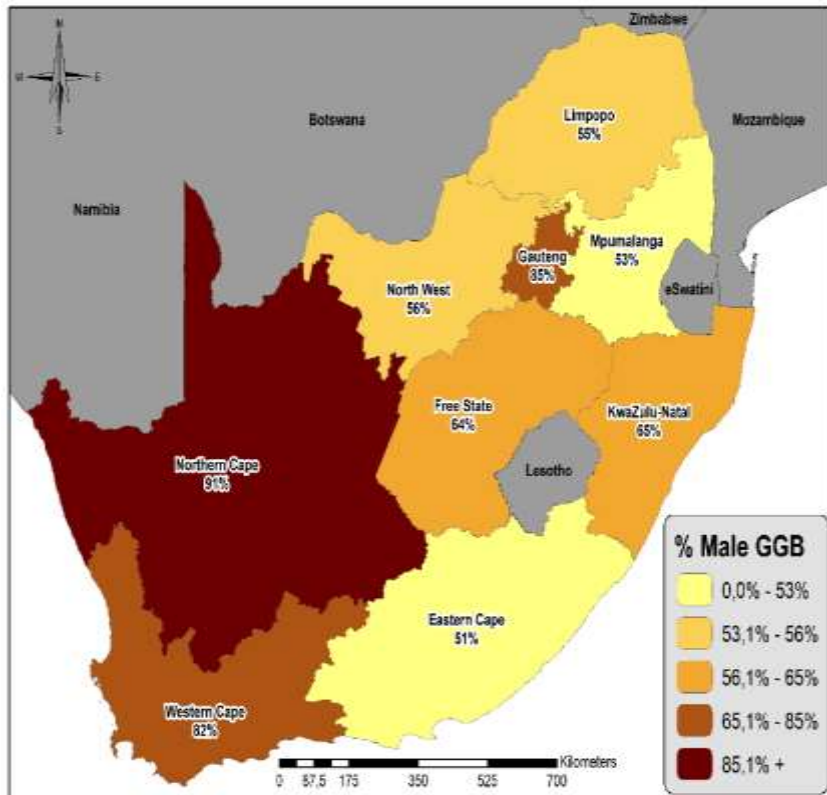 Zimbabwe
N
W
E
S
Limpopo
55%
Botswana
Mozambique
Namibia
Mpumalanga
53%
Gauteng
85%
North West
56%
eSwatini
Free State
64%
KwaZulu-Natal
65%
Northern Cape
91%
Lesotho
Eastern Cape
51%
Western Cape
82%
Kilometers
0 87,5 175 350 525 700
% Male GGB
0,0% - 53%
53,1% - 56%
56,1% - 65%
65,1% - 85%
85,1% +